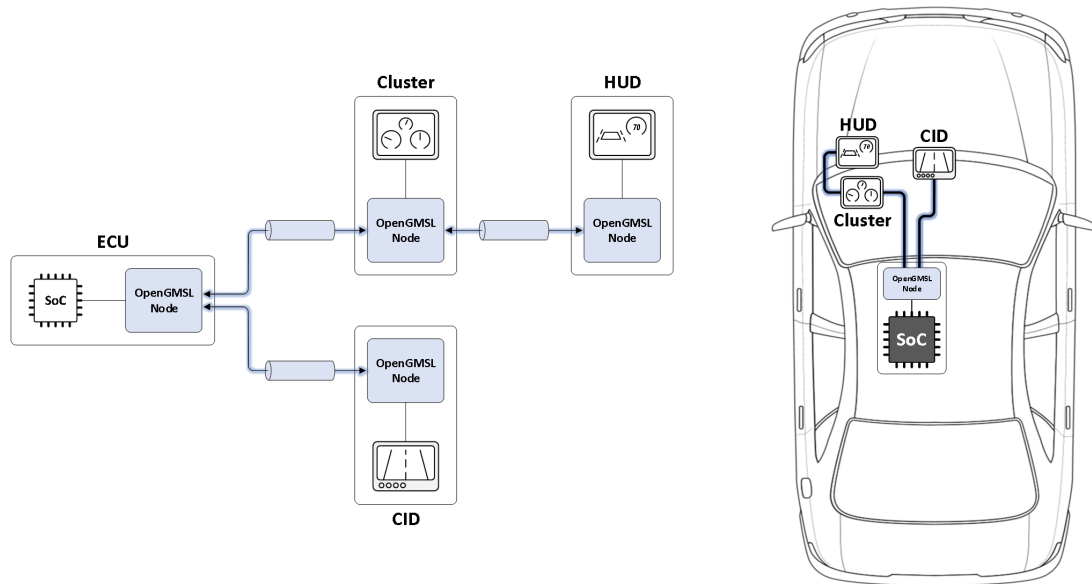 Cluster
HUD
70
OpenGMSL
Node
OpenGMSL
Node
ECU
SoC
OpenGMSL
Node
OpenGMSL
Node
CID
HUD
70
CID
Cluster
OpenGMSL
Node
SoC